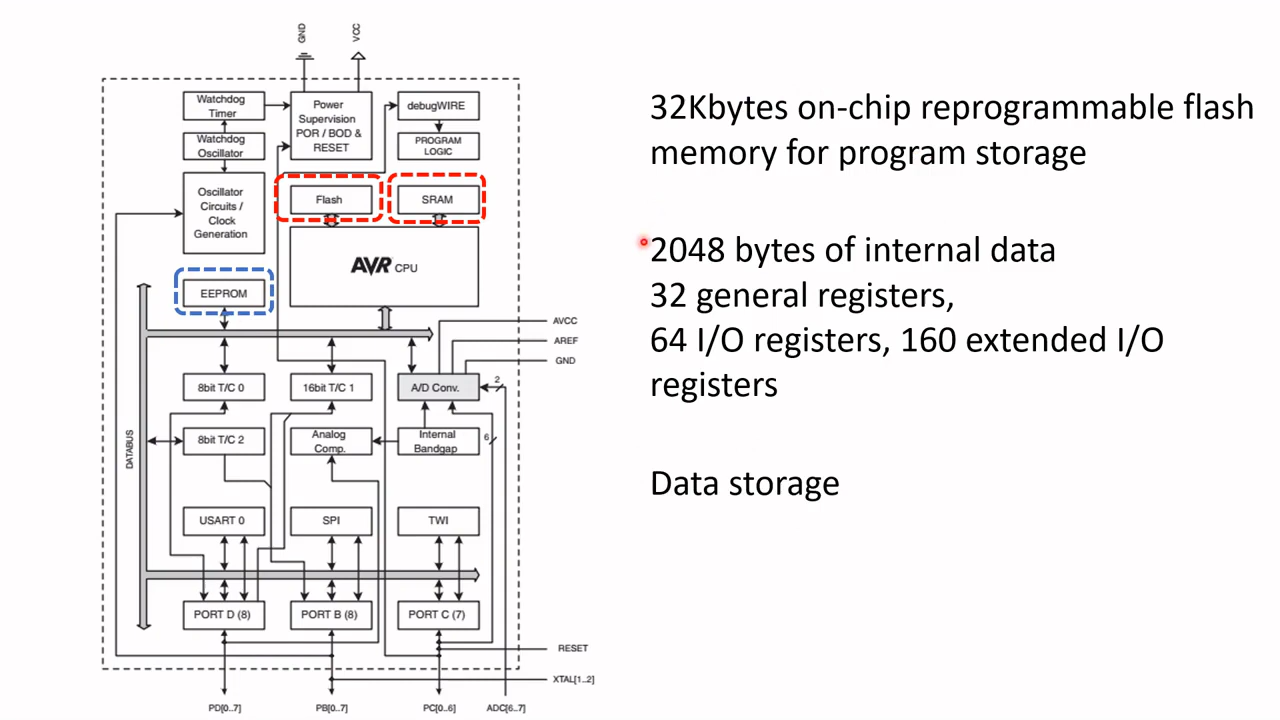 GND
VCC
Watchdog
Timer
Power
Supervision
POR / BOD &
RESET
debugWIRE
Watchdog
Oscillator
PROGRAM
LOGIC
Oscillator
Circuits /
Clock
Generation
Flash
SRAM
AVR CPU
EEPROM
AVCC
AREF
GND
8bit T/C 0
16bit T/C 1
A/D Conv.
2
DATABUS
8bit T/C 2
Analog
Comp.
Internal
Bandgap
6
USART 0
SPI
TWI
PORT D (8)
PORT B (8)
PORT C (7)
RESET
XTAL[1..2]
PD[0..7]
PB[0..7]
PC[0..6]
ADC[6..7]
32Kbytes on-chip reprogrammable flash
memory for program storage
2048 bytes of internal data
32 general registers,
64 I/O registers, 160 extended I/O
registers
Data storage